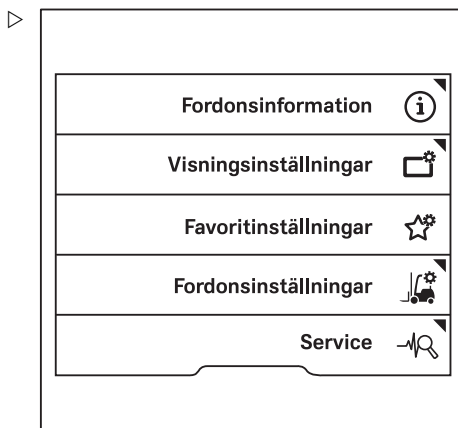 Fordonsinformation
Visningsinställningar
Favoritinställningar
Fordonsinställningar
Service